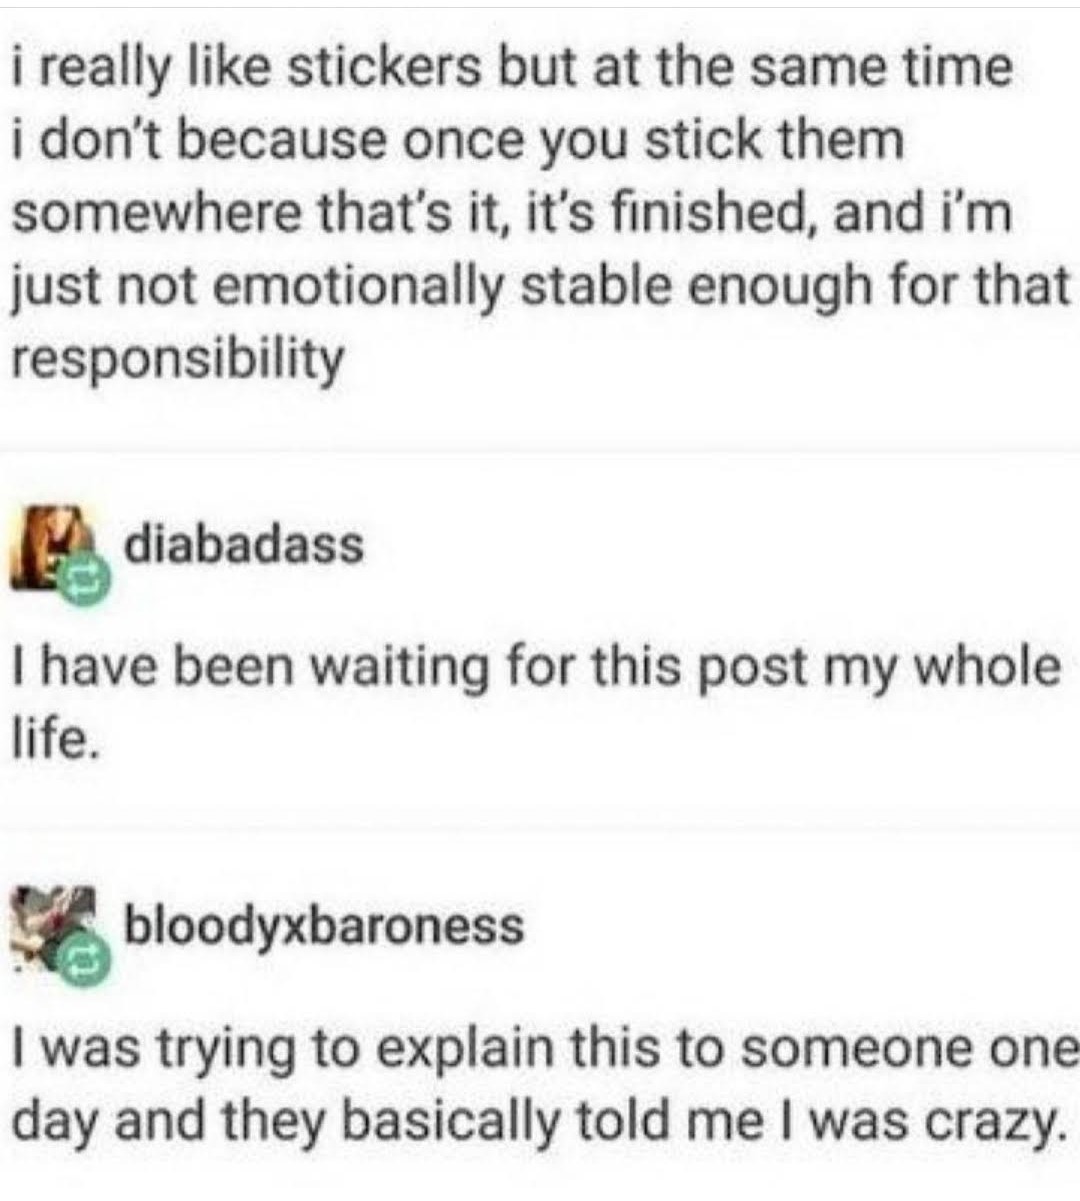 i really like stickers but at the same time
i don't because once you stick them
somewhere that's it, it's finished, and i'm
just not emotionally stable enough for that
responsibility
diabadass
I have been waiting for this post my whole
life.
bloodyxbaroness
I was trying to explain this to someone one
day and they basically told me I was crazy.